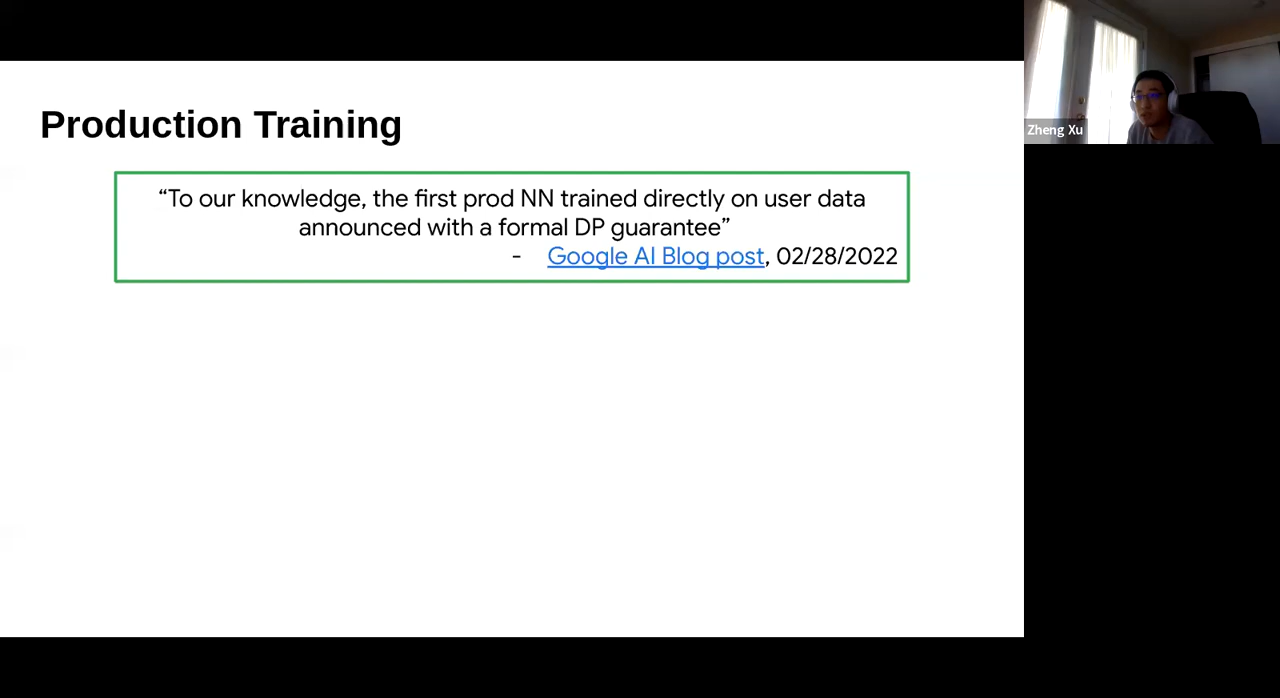 Production Training
“To our knowledge, the first prod NN trained directly on user data
announced with a formal DP guarantee”
- Google AI Blog post, 02/28/2022
Zheng Xu